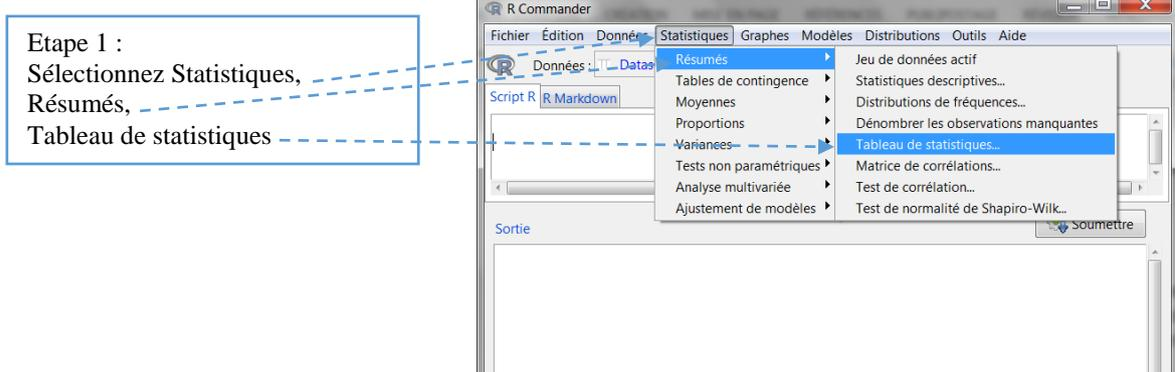 Etape 1 :
Sélectionnez Statistiques,
Résumés,
Tableau de statistiques
R Commander
Fichier Édition Données Statistiques Graphes Modèles Distributions Outils Aide
Données : Datas
Script R R Markdown
Résumés
Tables de contingence
Moyennes
Proportions
Variances
Tests non paramétriques
Analyse multivariée
Ajustement de modèles
Jeu de données actif
Statistiques descriptives...
Distributions de fréquences...
Dénombrer les observations manquantes
Tableau de statistiques...
Matrice de corrélations...
Test de corrélation...
Test de normalité de Shapiro-Wilk...
Sortie
Soumettre